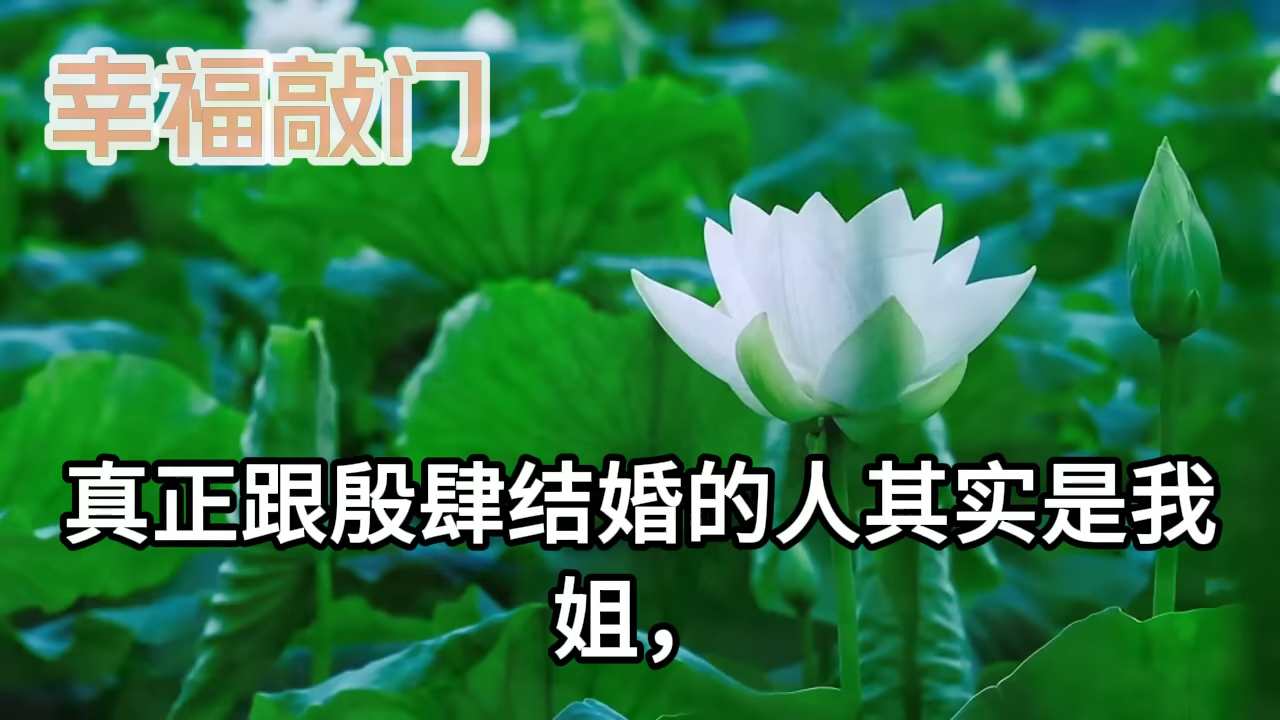 幸福敲门
真正跟殷肆结婚的人其实是我
姐，